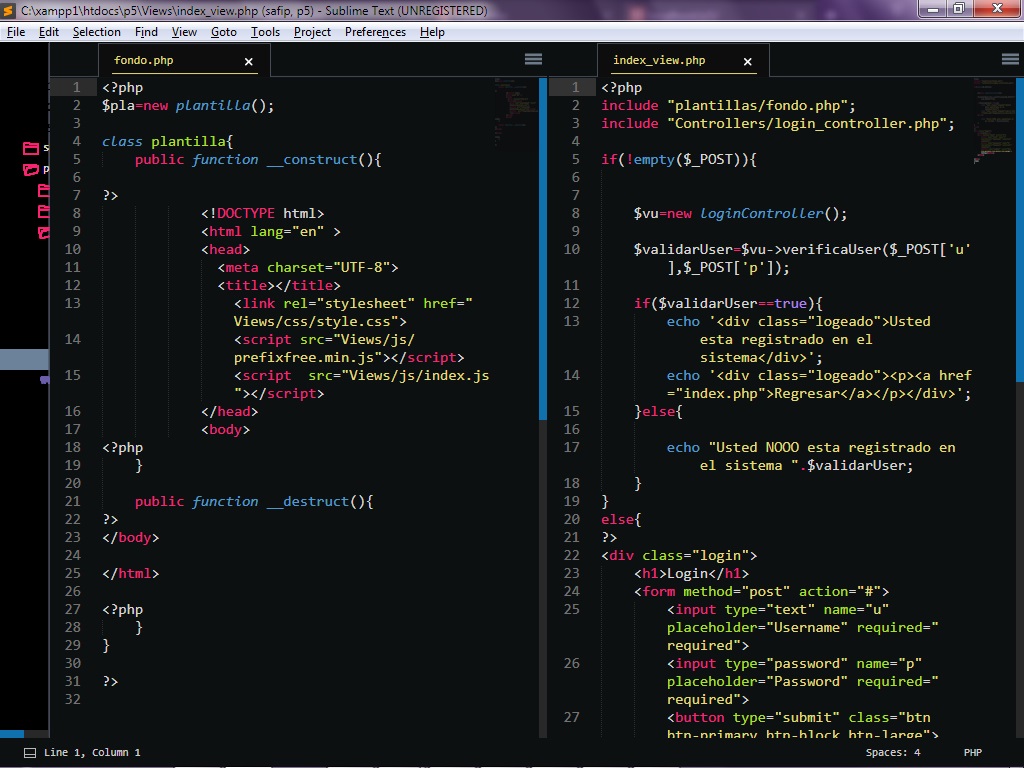 C:\xampp1\htdocs\p5\Views\index_view.php (safip, p5) - Sublime Text (UNREGISTERED)
File Edit Selection Find View Goto Tools Project Preferences Help
fondo.php
1 <?php
2 $pla=new plantilla();
3
4 class plantilla{
5 public function __construct(){
6
7 ?>
8 <!DOCTYPE html>
9 <html lang="en" >
10 <head>
11 <meta charset="UTF-8">
12 <title></title>
13 <link rel="stylesheet" href="
Views/css/style.css">
14 <script src="Views/js/
prefixfree.min.js"></script>
15 <script  src="Views/js/index.js
"></script>
16 </head>
17 <body>
18 <?php
19 }
20
21 public function __destruct(){
22 ?>
23 </body>
24
25 </html>
26
27 <?php
28 }
29 }
30
31 ?>
32
index_view.php
1 <?php
2 include "plantillas/fondo.php";
3 include "Controllers/login_controller.php";
4
5 if(!empty($_POST)){
6
7
8 $vu=new loginController();
9
10 $validarUser=$vu->verificaUser($_POST['u'
],$_POST['p']);
11
12 if($validarUser==true){
13 echo '<div class="logeado">Usted
esta registrado en el
sistema</div>';
14 echo '<div class="logeado"><p><a href
="index.php">Regresar</a></p></div>';
15 }else{
16
17 echo "Usted NOOO esta registrado en
el sistema ".$validarUser;
18 }
19 }
20 else{
21 ?>
22 <div class="login">
23 <h1>Login</h1>
24 <form method="post" action="#">
25 <input type="text" name="u"
placeholder="Username" required="
required">
26 <input type="password" name="p"
placeholder="Password" required="
required">
27 <button type="submit" class="btn
btn-primary btn-block btn-large">
Line 1, Column 1
Spaces: 4
PHP